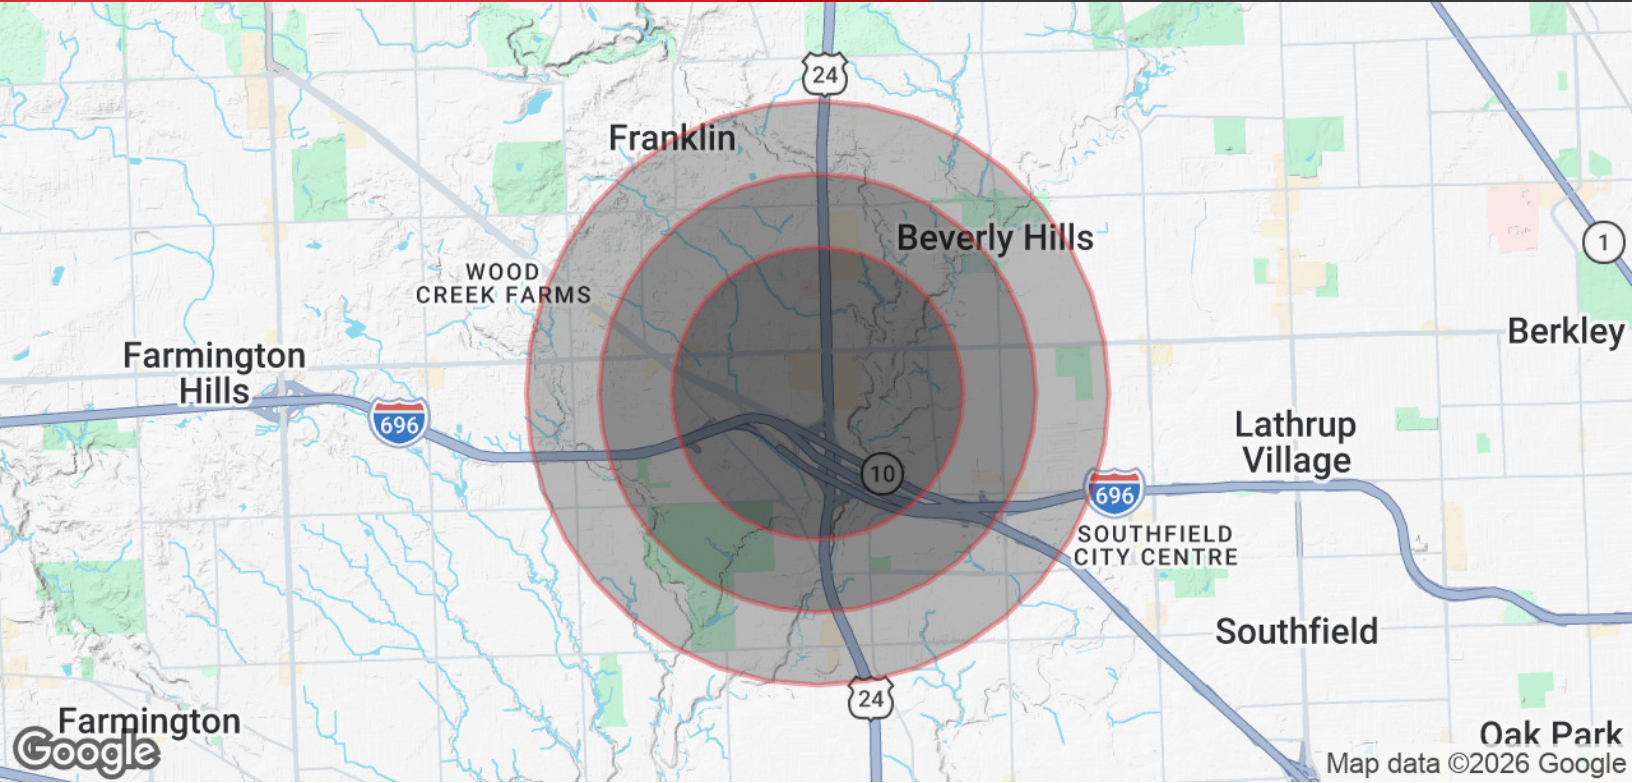 24
Franklin
Beverly Hills
1
WOOD
CREEK FARMS
Berkley
Farmington
Hills
696
Lathrup
Village
10
696
SOUTHFIELD
CITY CENTRE
Southfield
24
Farmington
Oak Park
Google
Map data ©2026 Google